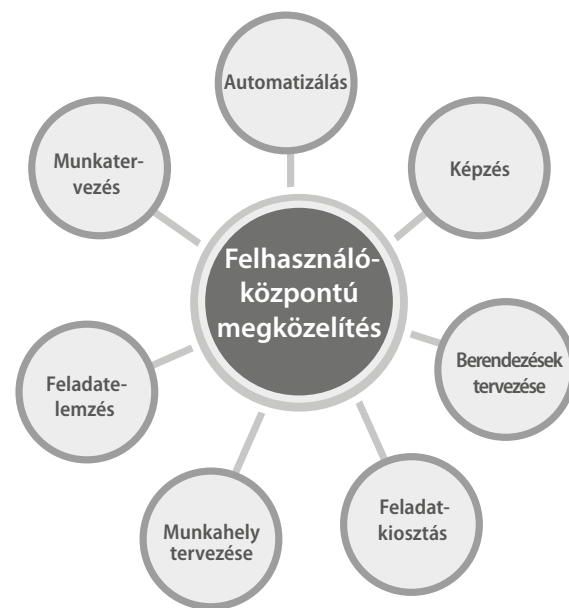 Automatizálás
Munkater-
vezés
Képzés
Felhasználó-
központú
megközelítés
Berendezések
tervezése
Feladate-
lemzés
Feladat-
kiosztás
Munkahely
tervezése